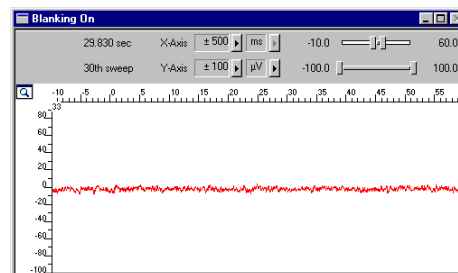 Blanking On
29.830 sec X-Axis ± 500 ms -10.0 60.0
30th sweep Y-Axis ± 100 µV -100.0 100.0
-10 -5 0 5 10 15 20 25 30 35 40 45 50 55
33
80
60
40
20
0
-20
-40
-60
-80
-100